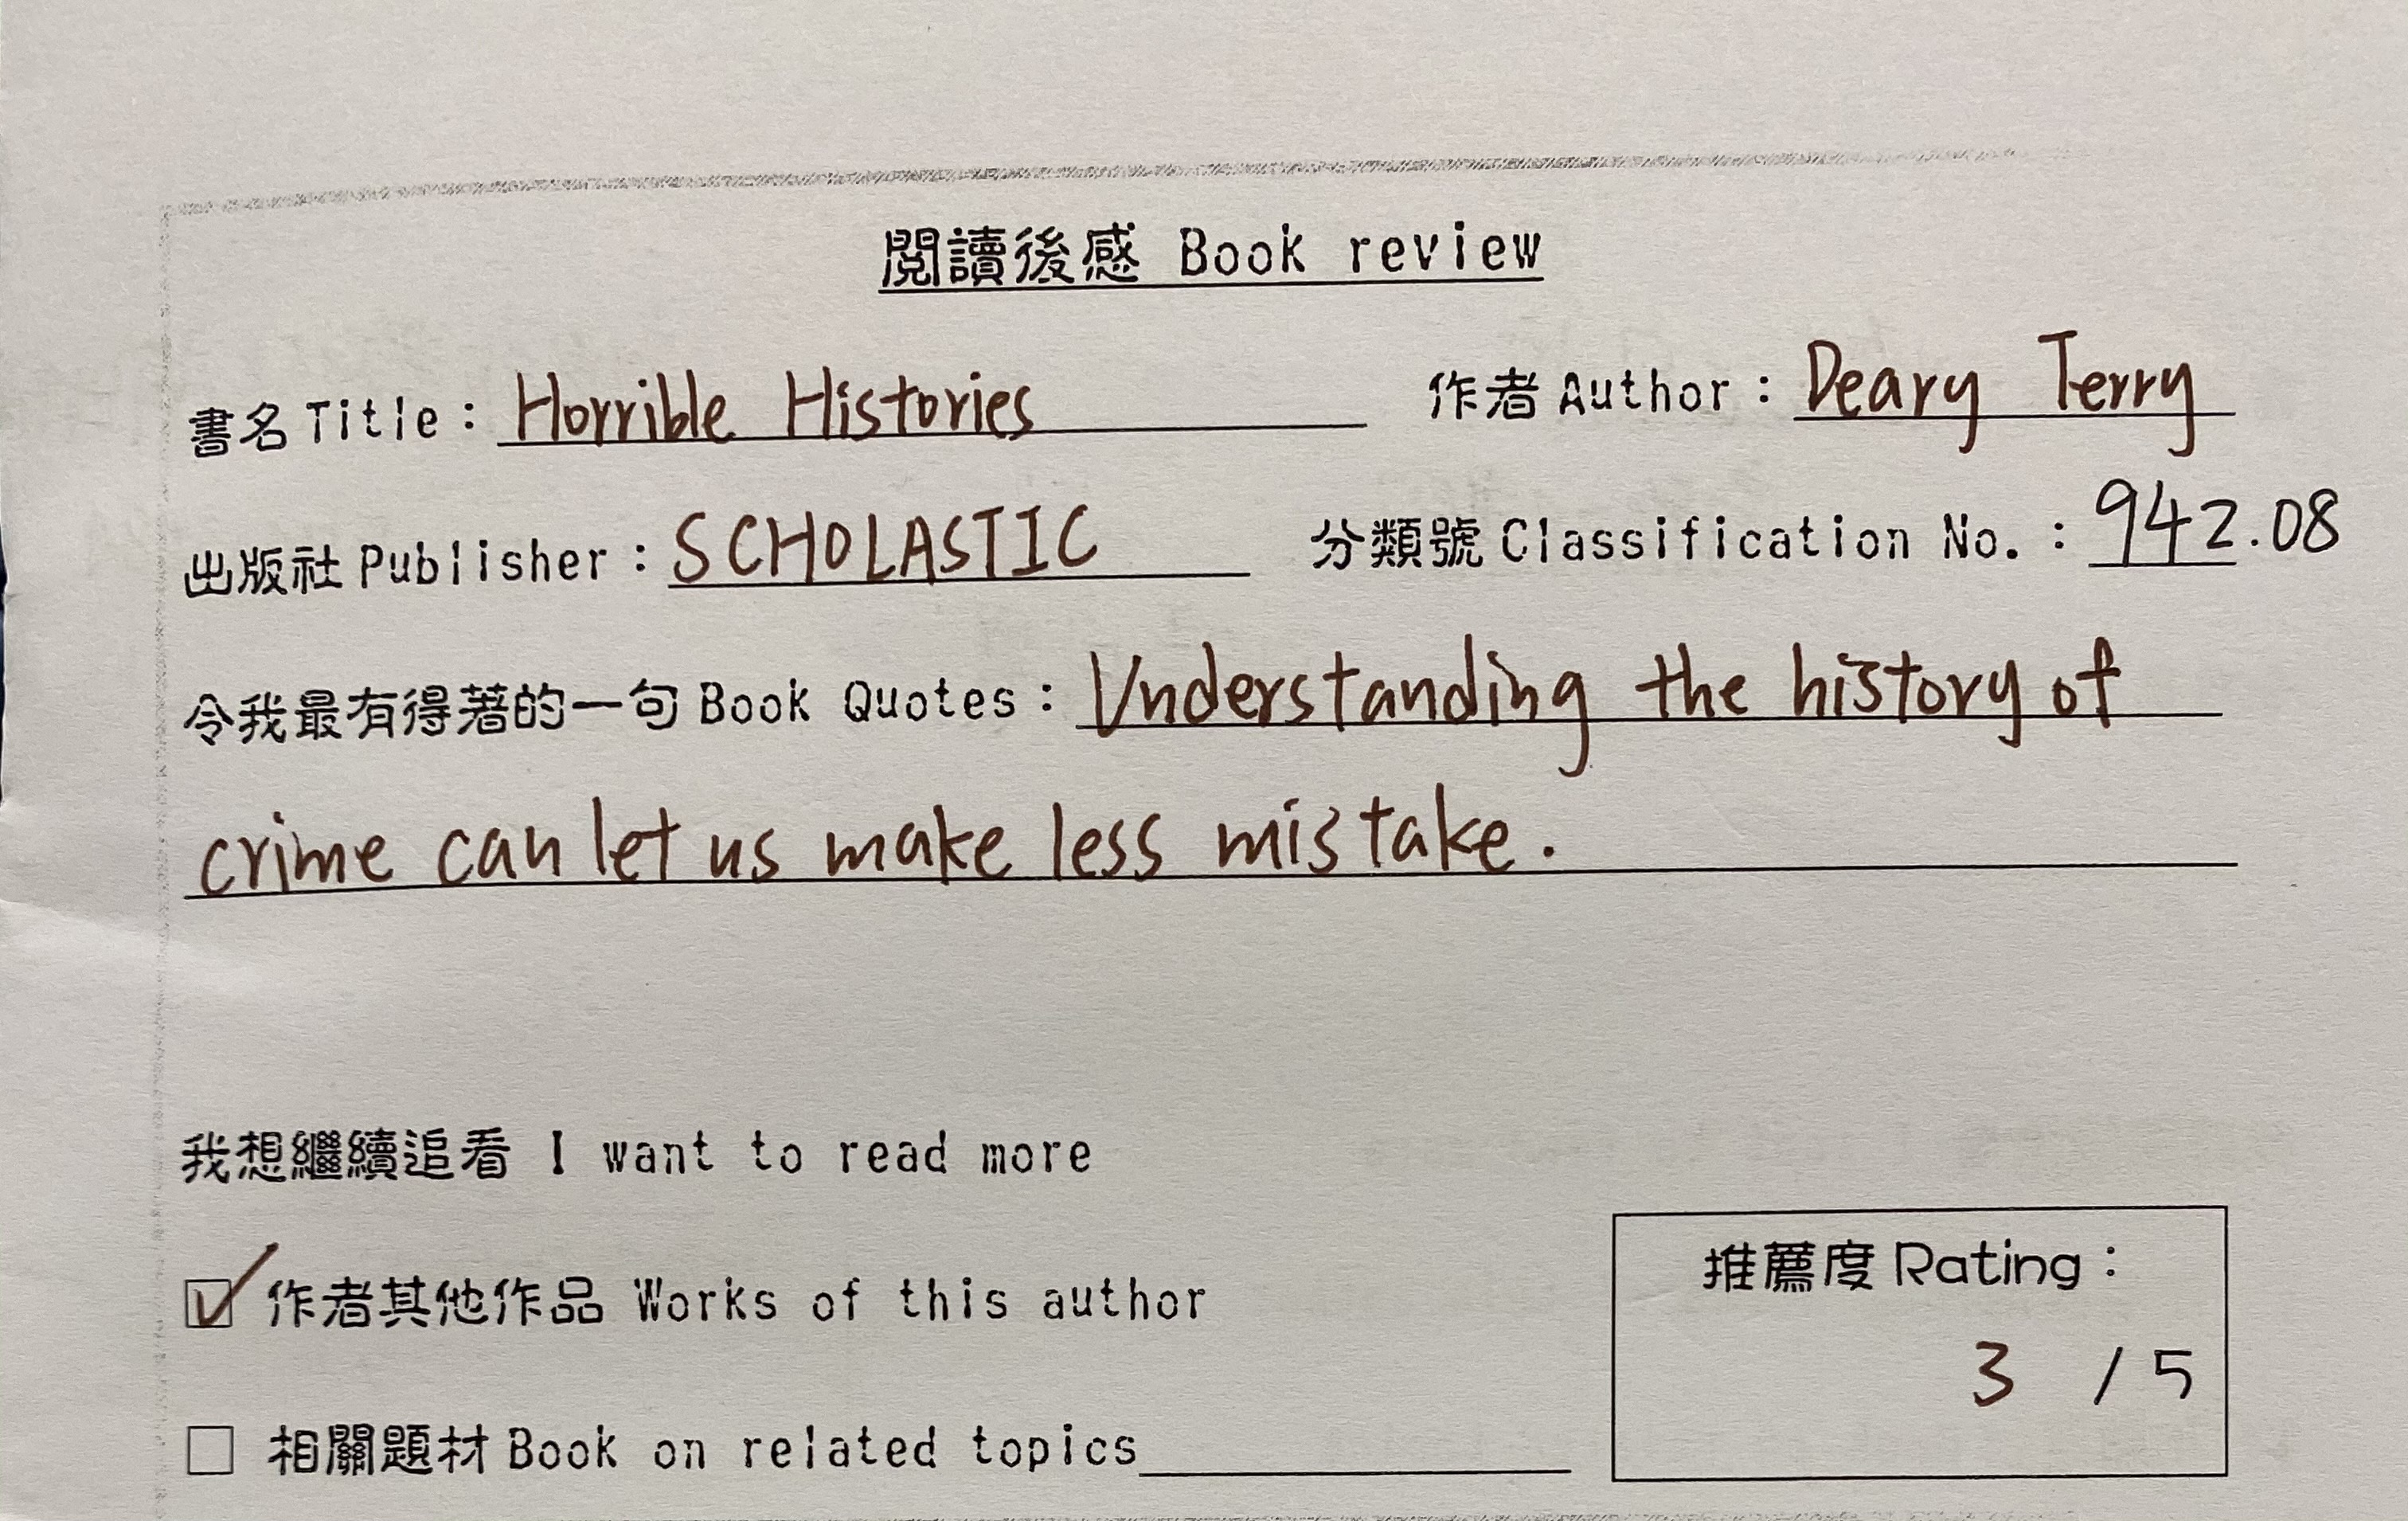 閱讀後感 Book review
書名 Title： Horrible Histories 作者 Author： Deary Terry
出版社 Publisher： SCHOLASTIC 分類號 Classification No.： 942.08
令我最有得著的一句 Book Quotes： Understanding the history of
crime can let us make less mistake.
我想繼續追看 I want to read more
作者其他作品 Works of this author
推薦度 Rating：
3 / 5
相關題材 Book on related topics